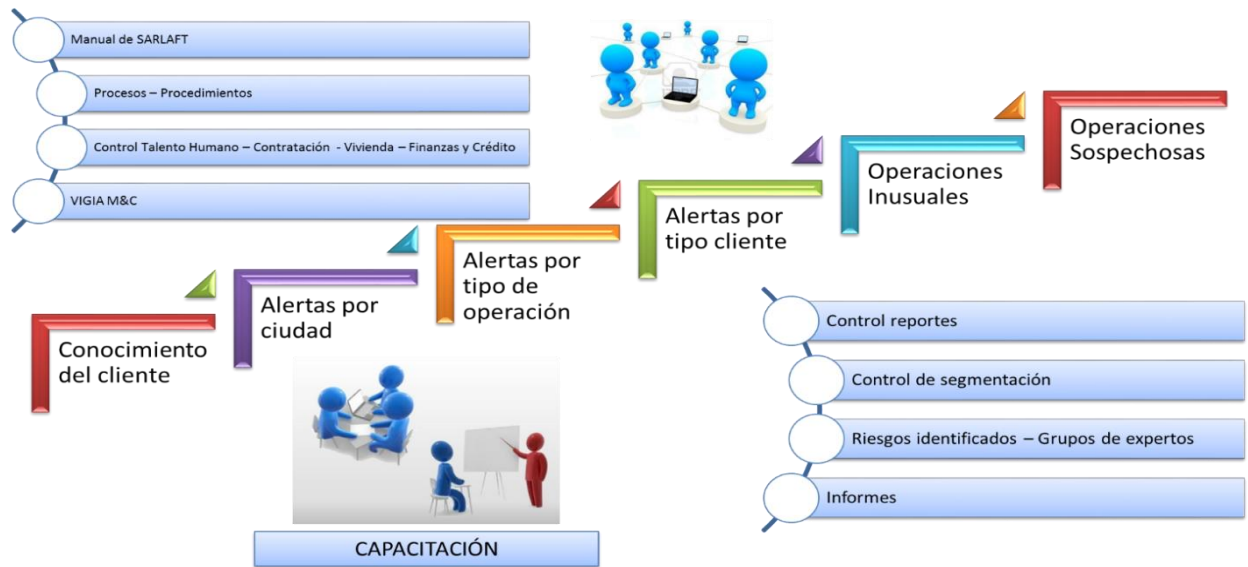 Manual de SARLAFT
Procesos – Procedimientos
Control Talento Humano – Contratación - Vivienda – Finanzas y Crédito
VIGIA M&C
Conocimiento
del cliente
Alertas por
ciudad
Alertas por
tipo de
operación
Alertas por
tipo cliente
Operaciones
Inusuales
Operaciones
Sospechosas
Control reportes
Control de segmentación
Riesgos identificados – Grupos de expertos
Informes
CAPACITACIÓN